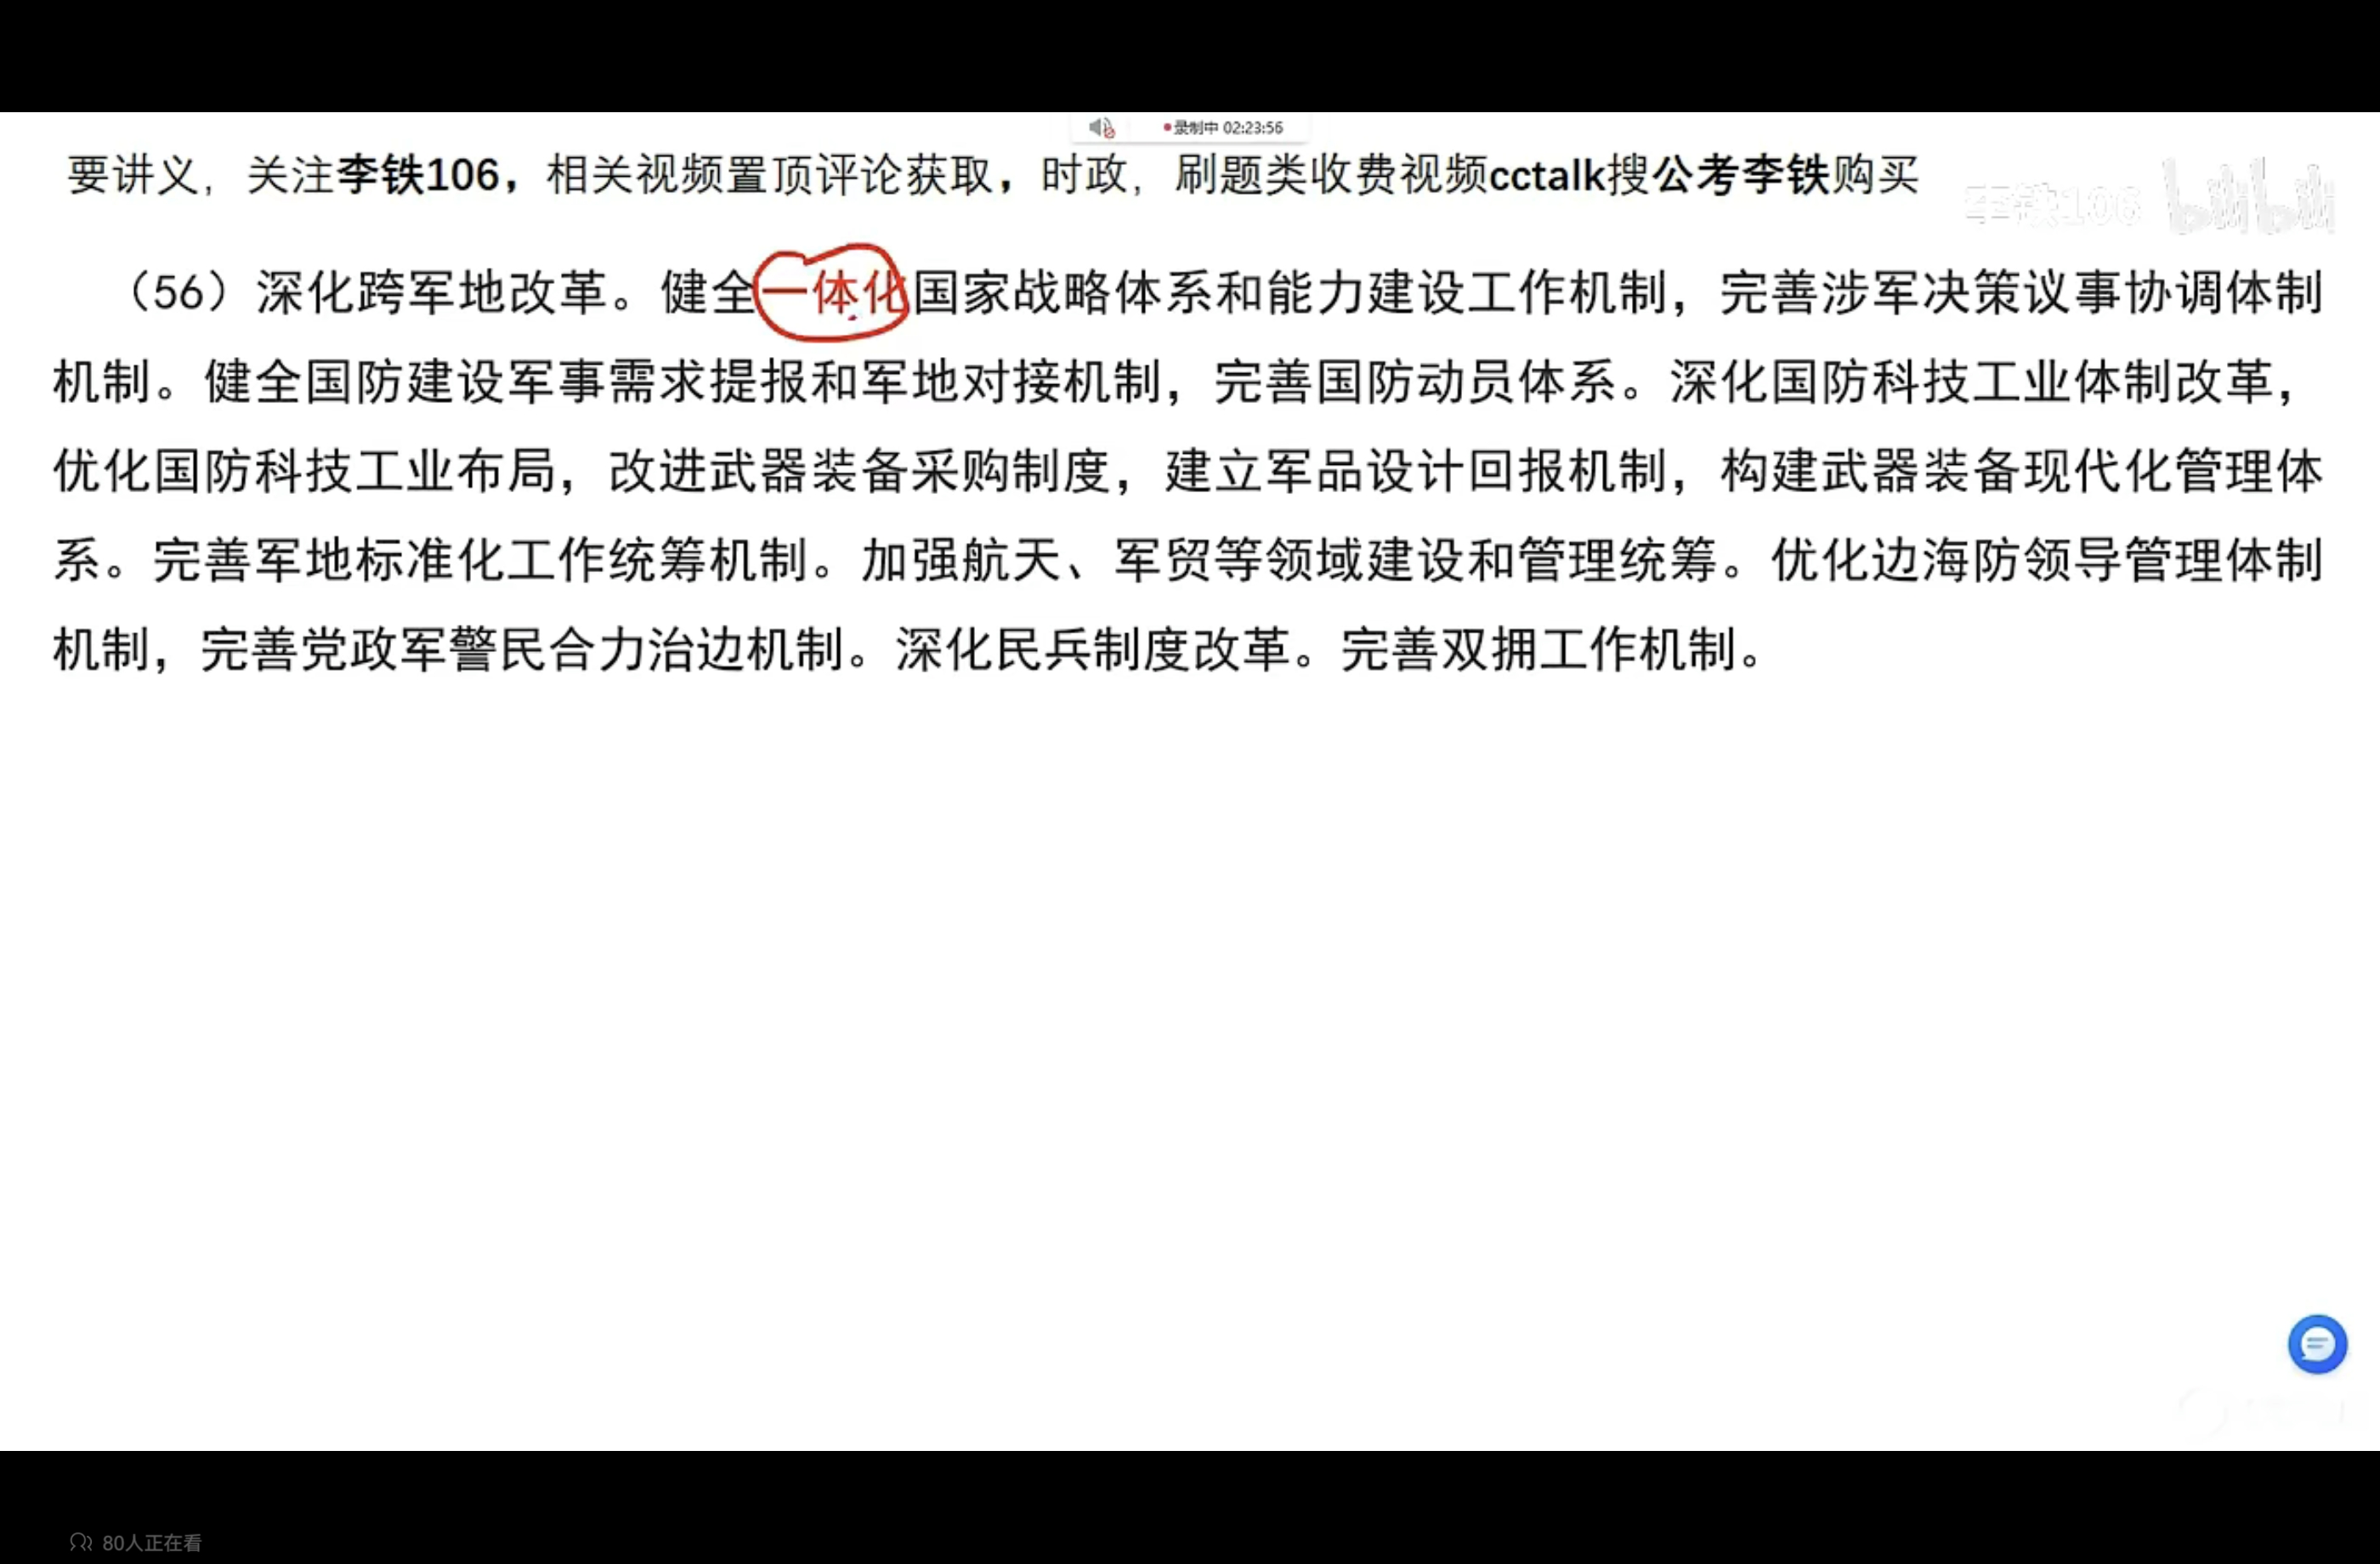 录制中 02:23:56
要讲义，关注李铁106，相关视频置顶评论获取，时政，刷题类收费视频cctalk搜公考李铁购买
李铁106 bilibili
（56）深化跨军地改革。健全一体化国家战略体系和能力建设工作机制，完善涉军决策议事协调体制
机制。健全国防建设军事需求提报和军地对接机制，完善国防动员体系。深化国防科技工业体制改革，
优化国防科技工业布局，改进武器装备采购制度，建立军品设计回报机制，构建武器装备现代化管理体
系。完善军地标准化工作统筹机制。加强航天、军贸等领域建设和管理统筹。优化边海防领导管理体制
机制，完善党政军警民合力治边机制。深化民兵制度改革。完善双拥工作机制。
80人正在看